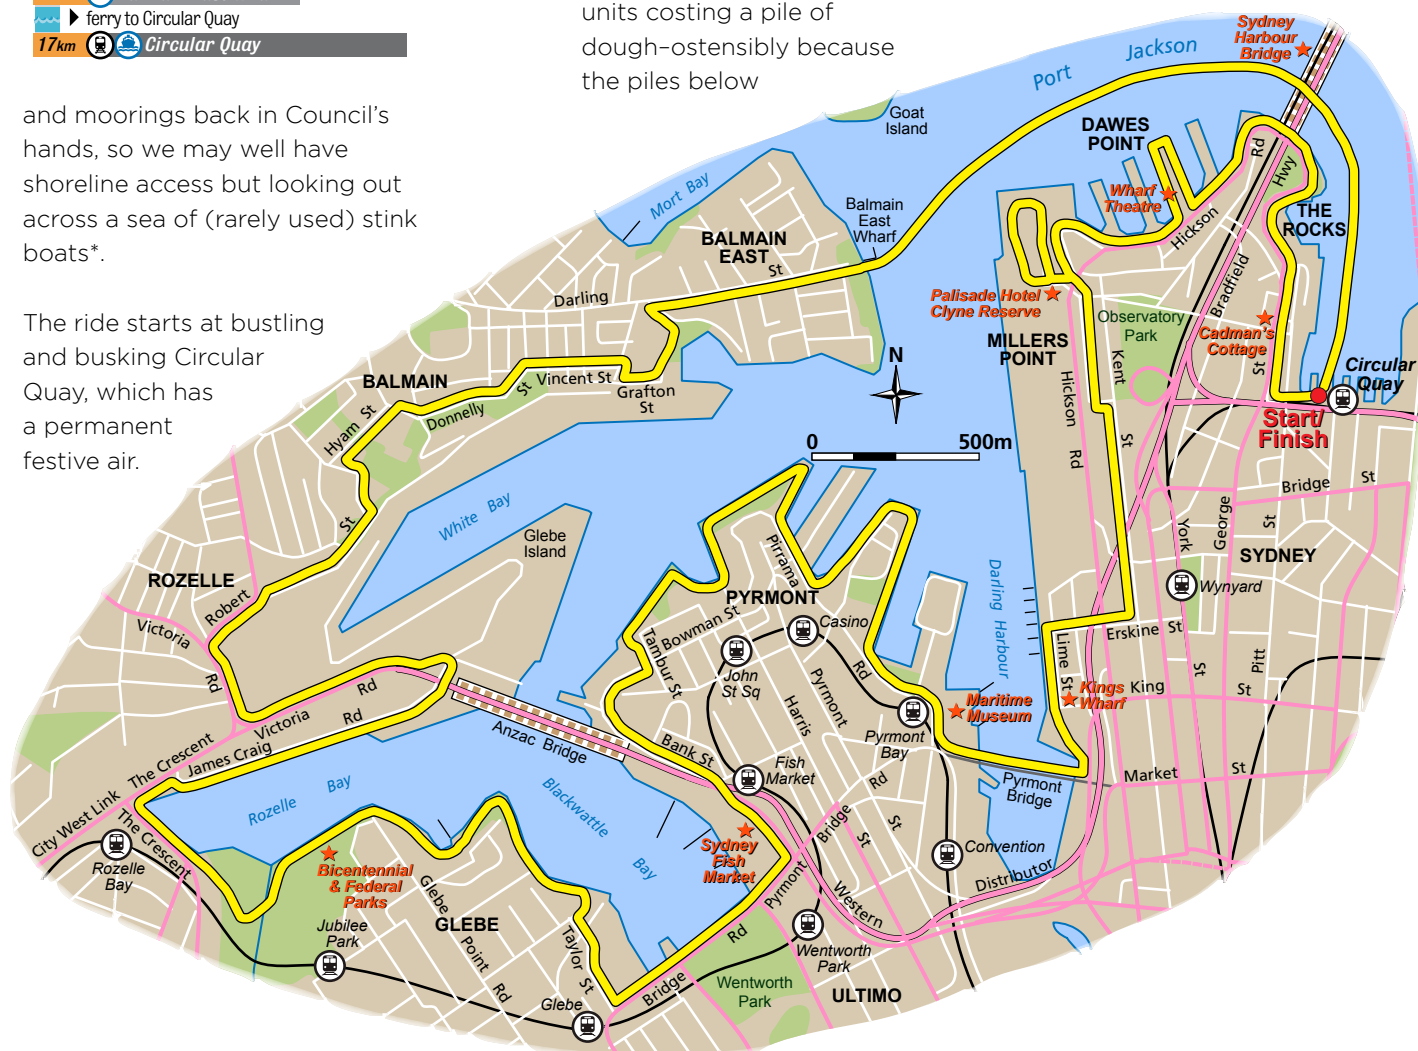 ferry to Circular Quay
17km Circular Quay
and moorings back in Council's
hands, so we may well have
shoreline access but looking out
across a sea of (rarely used) stink
boats*.
The ride starts at bustling
and busking Circular
Quay, which has
a permanent
festive air.
units costing a pile of
dough–ostensibly because
the piles below
Sydney
Harbour
Bridge
Port Jackson
Goat
Island
DAWES
POINT
Wharf
Theatre
Hickson
Rd
Hwy
Bradfield
THE
ROCKS
Mort Bay
Balmain
East
Wharf
BALMAIN
EAST
Darling
St
Palisade Hotel
Clyne Reserve
MILLERS
POINT
Observatory
Park
Cadman's
Cottage
St
Circular
Quay
Start/
Finish
N
0 500m
Hickson
Rd
Kent
St
BALMAIN
Vincent St
Grafton
St
Hyam St
Donnelly
St
St
Robert
White Bay
Glebe
Island
ROZELLE
Victoria
Rd
Victoria
Rd
James Craig
Rd
The Crescent
City West Link
The Crescent
Rozelle
Bay
Rozelle Bay
Anzac Bridge
Blackwattle
Bay
Bicentennial
& Federal
Parks
Jubilee
Park
GLEBE
Glebe
Point
Rd
Taylor St
Glebe
Bridge
Rd
Wentworth
Park
Wentworth
Park
ULTIMO
Sydney
Fish
Market
Fish
Market
Bank St
Tambur St
Bowman St
John
St Sq
PYRMONT
Pirrama
Rd
Casino
Harris
St
Pyrmont
St
Pyrmont
Bridge
Rd
Pyrmont
Bay
Maritime
Museum
Pyrmont
Bridge
Darling Harbour
Convention
Western
Distributor
Lime St
Kings
Wharf
Erskine St
King
St
Market
St
York
St
George
St
Pitt
Bridge St
SYDNEY
Wynyard